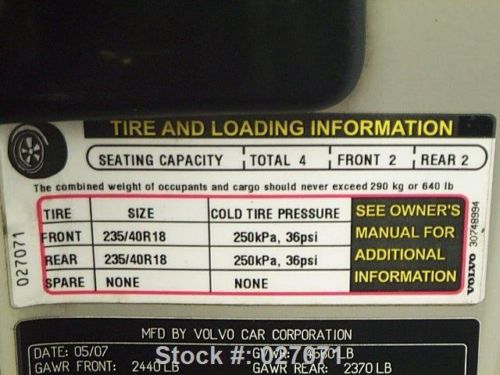 TIRE AND LOADING INFORMATION
SEATING CAPACITY TOTAL 4 FRONT 2 REAR 2
The combined weight of occupants and cargo should never exceed 290 kg or 640 lb
TIRE SIZE COLD TIRE PRESSURE
FRONT 235/40R18 250kPa, 36psi
REAR 235/40R18 250kPa, 36psi
SPARE NONE NONE
SEE OWNER'S
MANUAL FOR
ADDITIONAL
INFORMATION
VOLVO 30748994
027071
MFD BY VOLVO CAR CORPORATION
DATE: 05/07
GAWR FRONT: 2440 LB GAWR REAR: 2370 LB
Stock #: 027071